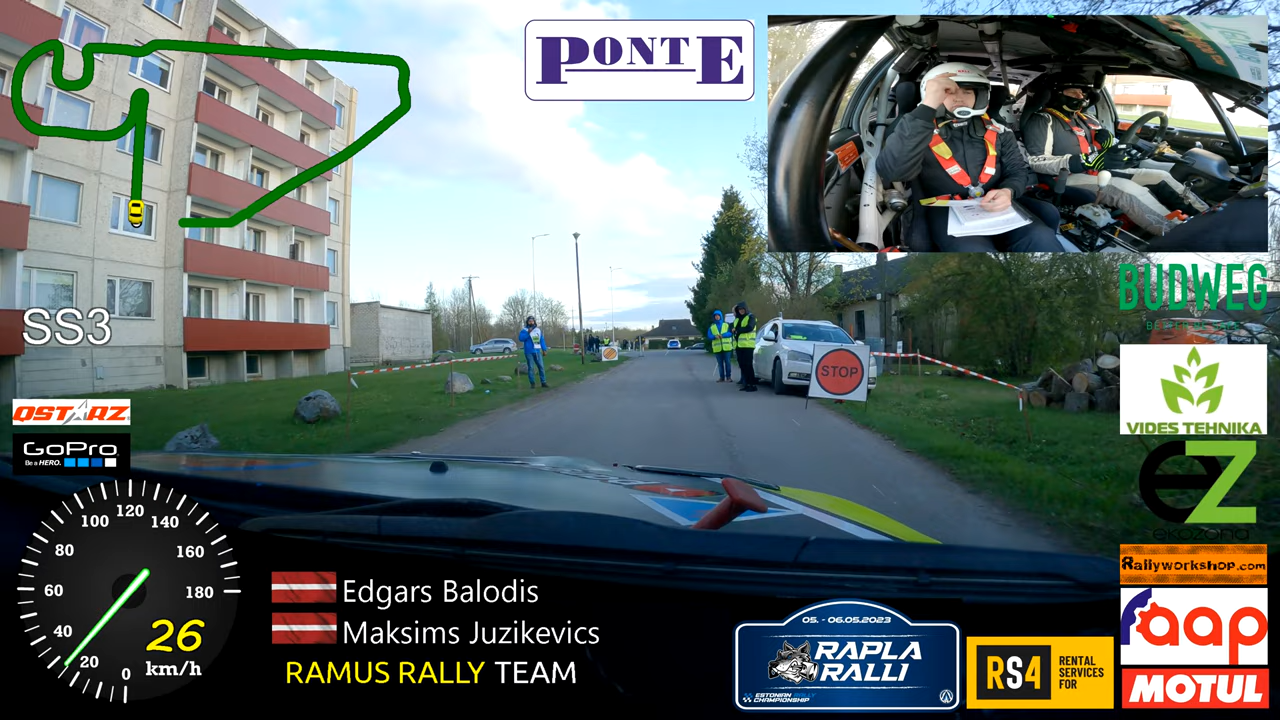 PONTE
SS3
QSTARZ
GoPro
Be a HERO.
STOP
BUDWEG
VIDES TEHNIKA
eZ
ekozona
Rallyworkshop.com
raap
MOTUL
RS4
RENTAL
SERVICES
FOR
05. - 06.05.2023
RAPLA
RALLI
ESTONIAN RALLY
CHAMPIONSHIP
Edgars Balodis
Maksims Juzikevics
RAMUS RALLY TEAM
0
20
40
60
80
100
120
140
160
180
26
km/h